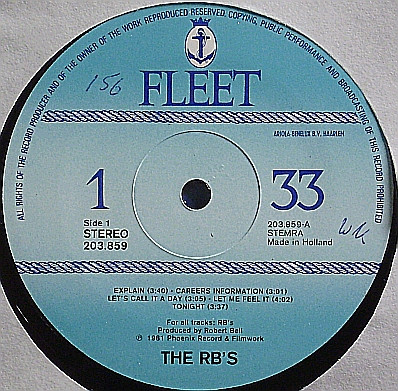 ALL RIGHTS OF THE RECORD PRODUCER AND OF THE OWNER OF THE WORK REPRODUCED RESERVED, COPYING, PUBLIC PERFORMANCE AND BROADCASTING OF THIS RECORD PROHIBITED
156
FLEET
ARIOLA-BENELUX B.V., HAARLEM
1
33
Side 1
STEREO
203.859
203.859-A
STEMRA
Made in Holland
EXPLAIN (3:40) - CAREERS INFORMATION (3:01)
LET'S CALL IT A DAY (3:05) - LET ME FEEL IT (4:02)
TONIGHT (3:37)
For all tracks: RB's
Produced by Robert Bell
℗ 1981 Phoenix Record & Filmwork
THE RB'S